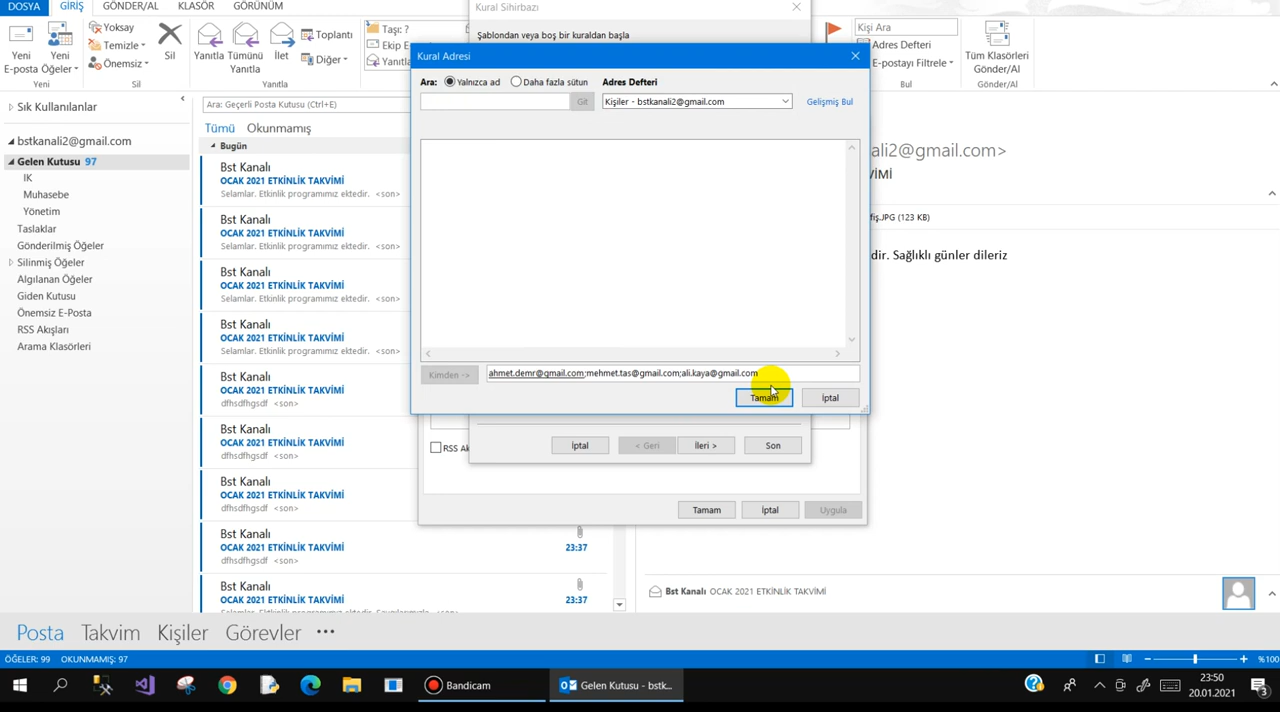 DOSYA GİRİŞ GÖNDER/AL KLASÖR GÖRÜNÜM
Yeni E-posta
Yeni Öğeler
Yeni
Yoksay
Temizle
Önemsiz
Sil
Sil
Yanıtla
Tümünü Yanıtla
İlet
Toplantı
Diğer
Yanıtla
Taşı: ?
Ekip E
Yanıtla
Kişi Ara
Adres Defteri
E-postayı Filtrele
Bul
Tüm Klasörleri Gönder/Al
Gönder/Al
Sık Kullanılanlar
bstkanali2@gmail.com
Gelen Kutusu 97
IK
Muhasebe
Yönetim
Taslaklar
Gönderilmiş Öğeler
Silinmiş Öğeler
Algılanan Öğeler
Giden Kutusu
Önemsiz E-Posta
RSS Akışları
Arama Klasörleri
Ara: Geçerli Posta Kutusu (Ctrl+E)
Tümü Okunmamış
Bugün
Bst Kanalı
OCAK 2021 ETKİNLİK TAKVİMİ
Selamlar. Etkinlik programımız ektedir. <son>
Bst Kanalı
OCAK 2021 ETKİNLİK TAKVİMİ
Selamlar. Etkinlik programımız ektedir. <son>
Bst Kanalı
OCAK 2021 ETKİNLİK TAKVİMİ
Selamlar. Etkinlik programımız ektedir. <son>
Bst Kanalı
OCAK 2021 ETKİNLİK TAKVİMİ
Selamlar. Etkinlik programımız ektedir. <son>
Bst Kanalı
OCAK 2021 ETKİNLİK TAKVİMİ
dfhsdfhgsdf <son>
Bst Kanalı
OCAK 2021 ETKİNLİK TAKVİMİ
dfhsdfhgsdf <son>
Bst Kanalı
OCAK 2021 ETKİNLİK TAKVİMİ
dfhsdfhgsdf <son>
Bst Kanalı
OCAK 2021 ETKİNLİK TAKVİMİ 23:37
dfhsdfhgsdf <son>
Bst Kanalı
OCAK 2021 ETKİNLİK TAKVİMİ 23:37
Kural Sihirbazı
Şablondan veya boş bir kuraldan başla
Kural Adresi
Ara: Yalnızca ad Daha fazla sütun Adres Defteri
Git Kişiler - bstkanali2@gmail.com Gelişmiş Bul
Kimden -> ahmet.demr@gmail.com;mehmet.tas@gmail.com;ali.kaya@gmail.com
Tamam İptal
RSS Ak
İptal < Geri İleri > Son
Tamam İptal Uygula
ali2@gmail.com>
İMİ
fiş.JPG (123 KB)
dir. Sağlıklı günler dileriz
Bst Kanalı OCAK 2021 ETKİNLİK TAKVİMİ
Posta Takvim Kişiler Görevler •••
ÖĞELER: 99 OKUNMAMIŞ: 97
%100
Bandicam
Gelen Kutusu - bstk...
23:50
20.01.2021
3